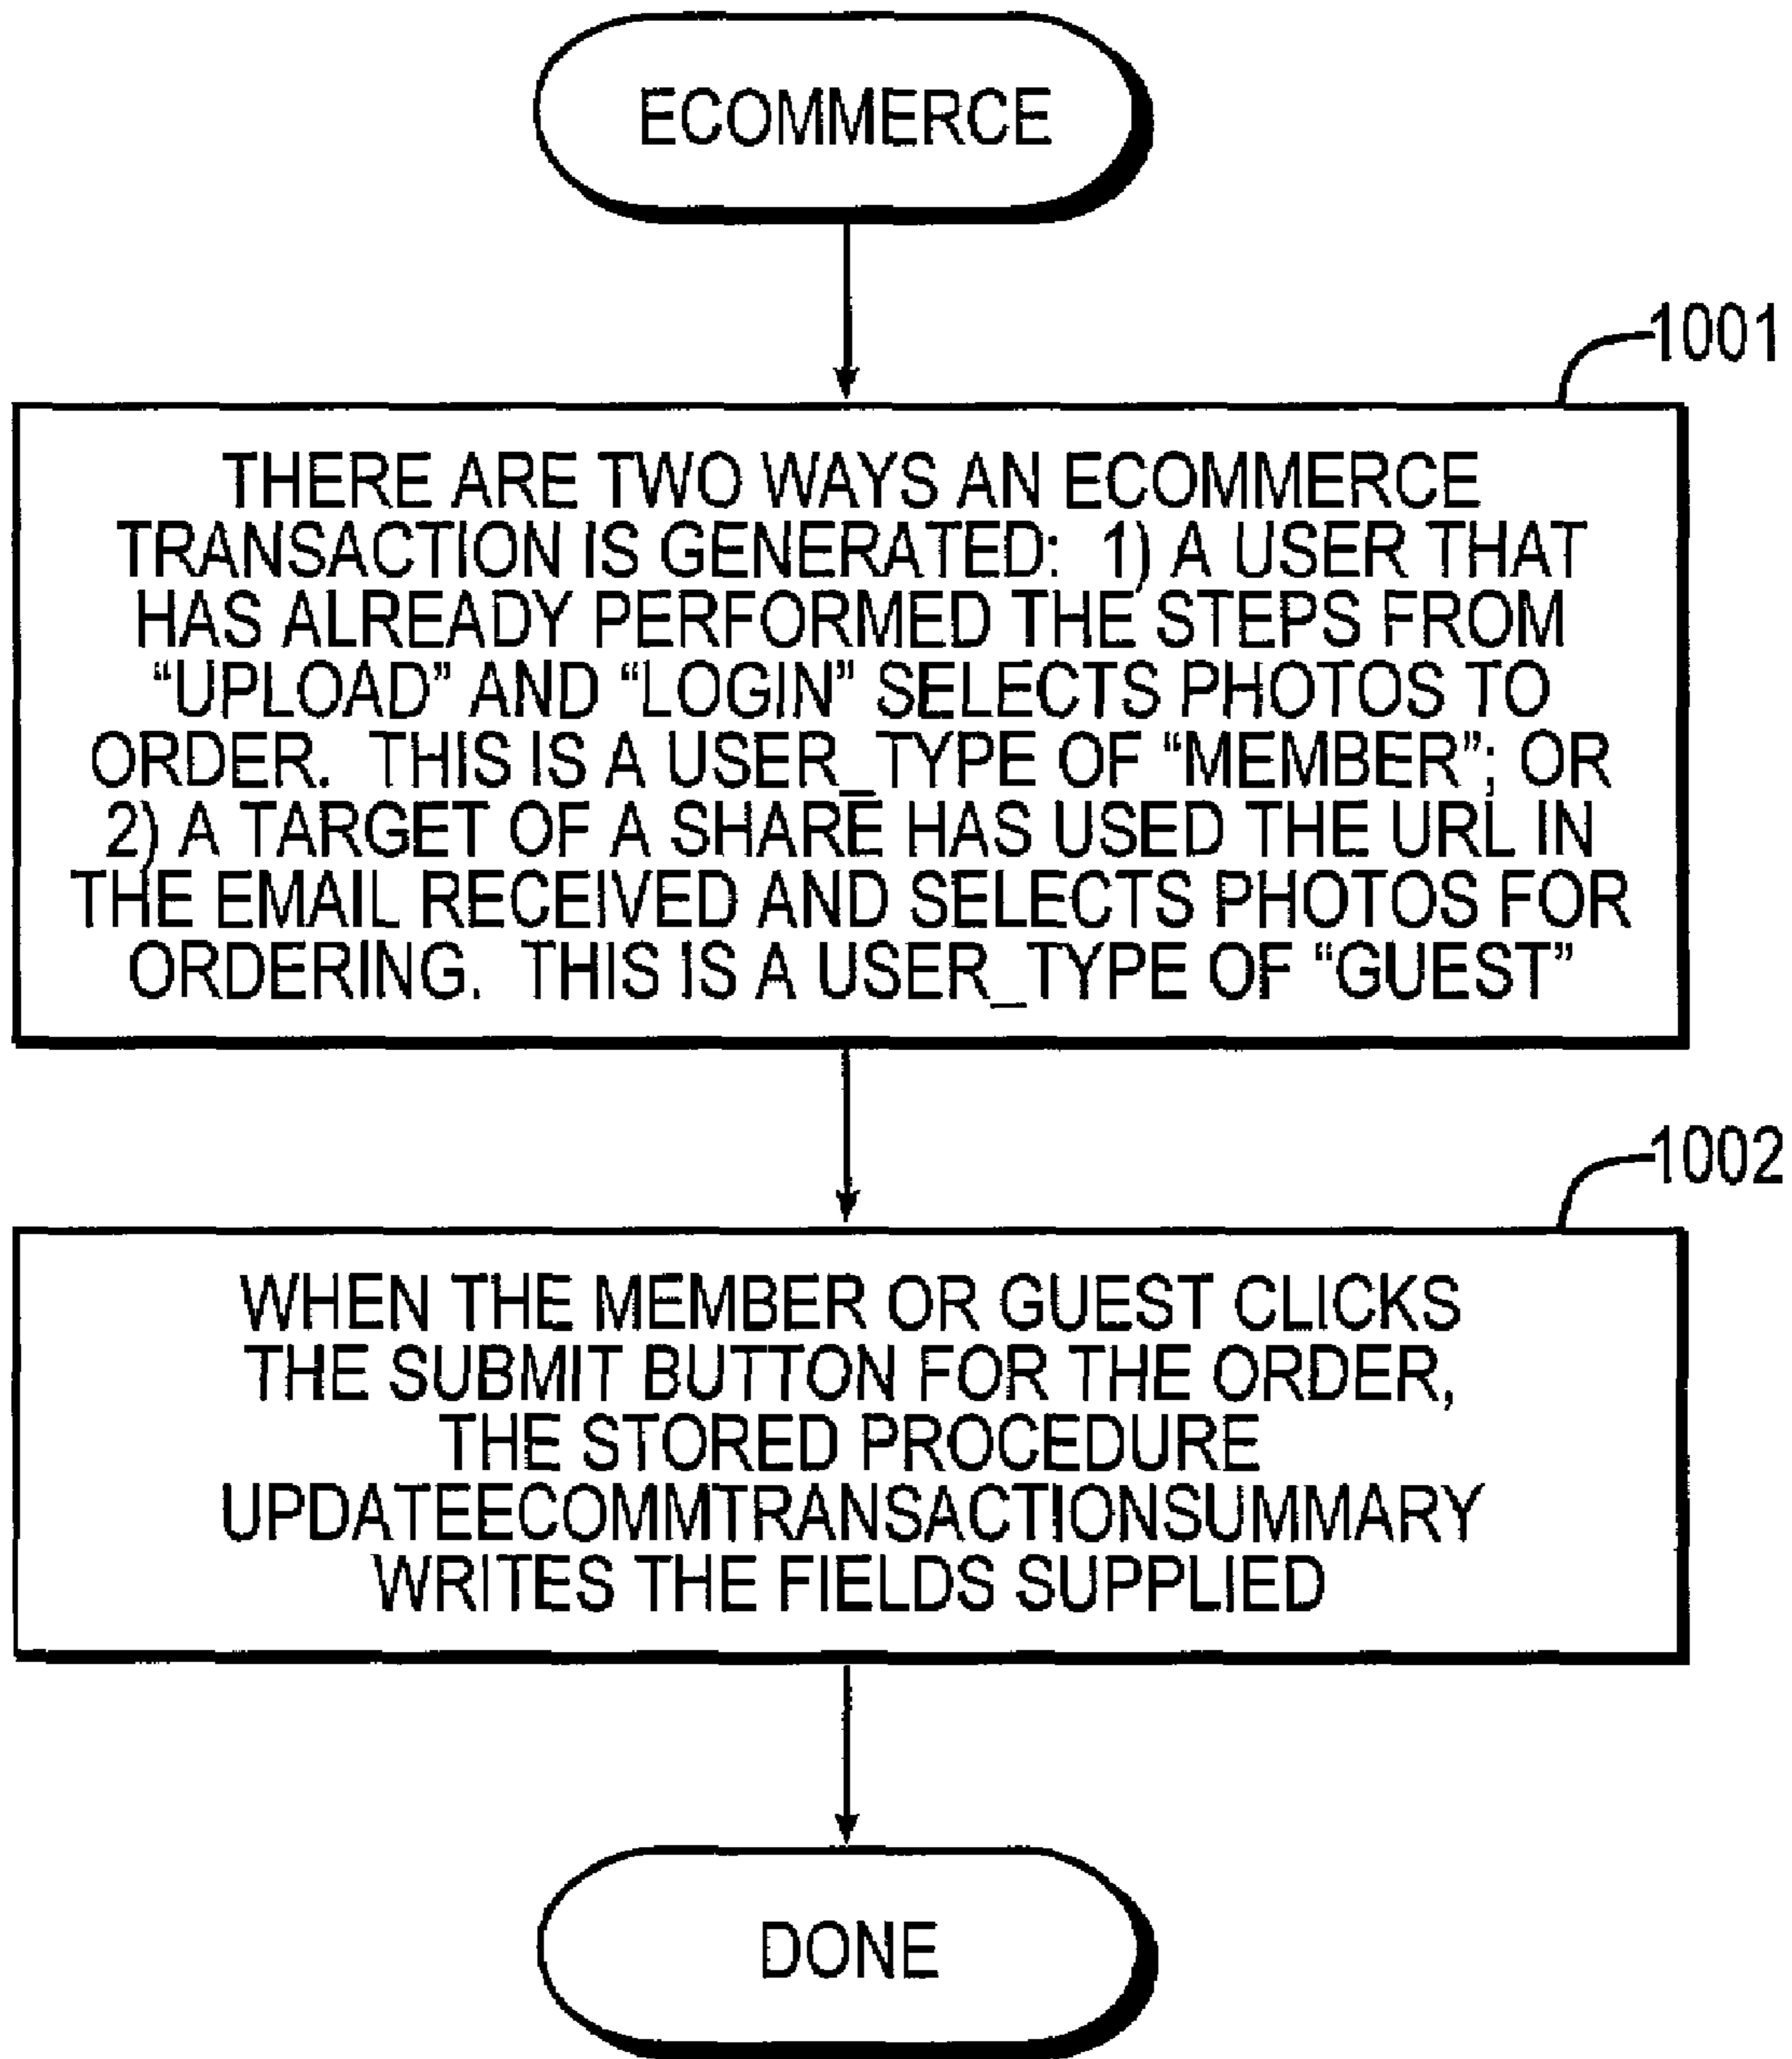 ECOMMERCE
1001
THERE ARE TWO WAYS AN ECOMMERCE
TRANSACTION IS GENERATED: 1) A USER THAT
HAS ALREADY PERFORMED THE STEPS FROM
“UPLOAD” AND “LOGIN” SELECTS PHOTOS TO
ORDER. THIS IS A USER_TYPE OF “MEMBER”; OR
2) A TARGET OF A SHARE HAS USED THE URL IN
THE EMAIL RECEIVED AND SELECTS PHOTOS FOR
ORDERING. THIS IS A USER_TYPE OF “GUEST”
1002
WHEN THE MEMBER OR GUEST CLICKS
THE SUBMIT BUTTON FOR THE ORDER,
THE STORED PROCEDURE
UPDATEECOMMTRANSACTIONSUMMARY
WRITES THE FIELDS SUPPLIED
DONE